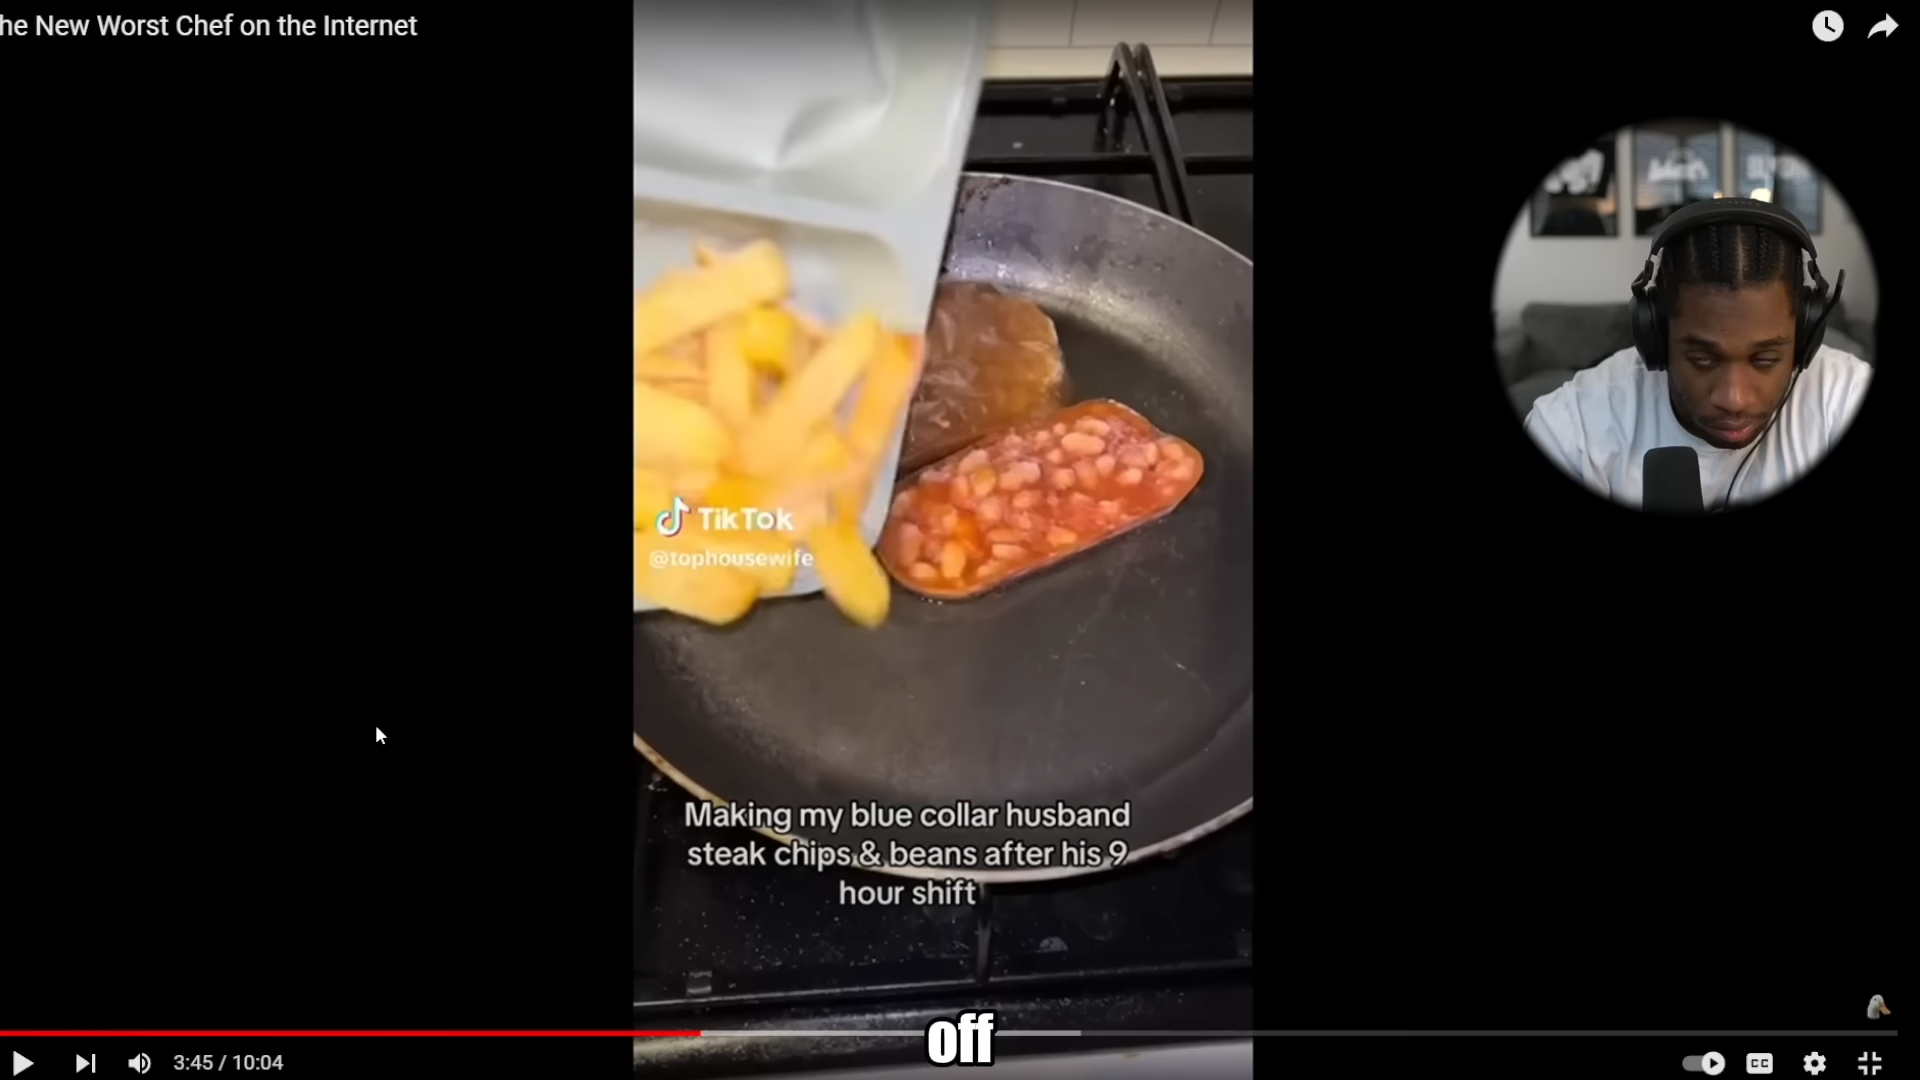 he New Worst Chef on the Internet
TikTok
@tophousewife
Making my blue collar husband
steak chips & beans after his 9
hour shift
off
3:45 / 10:04
CC